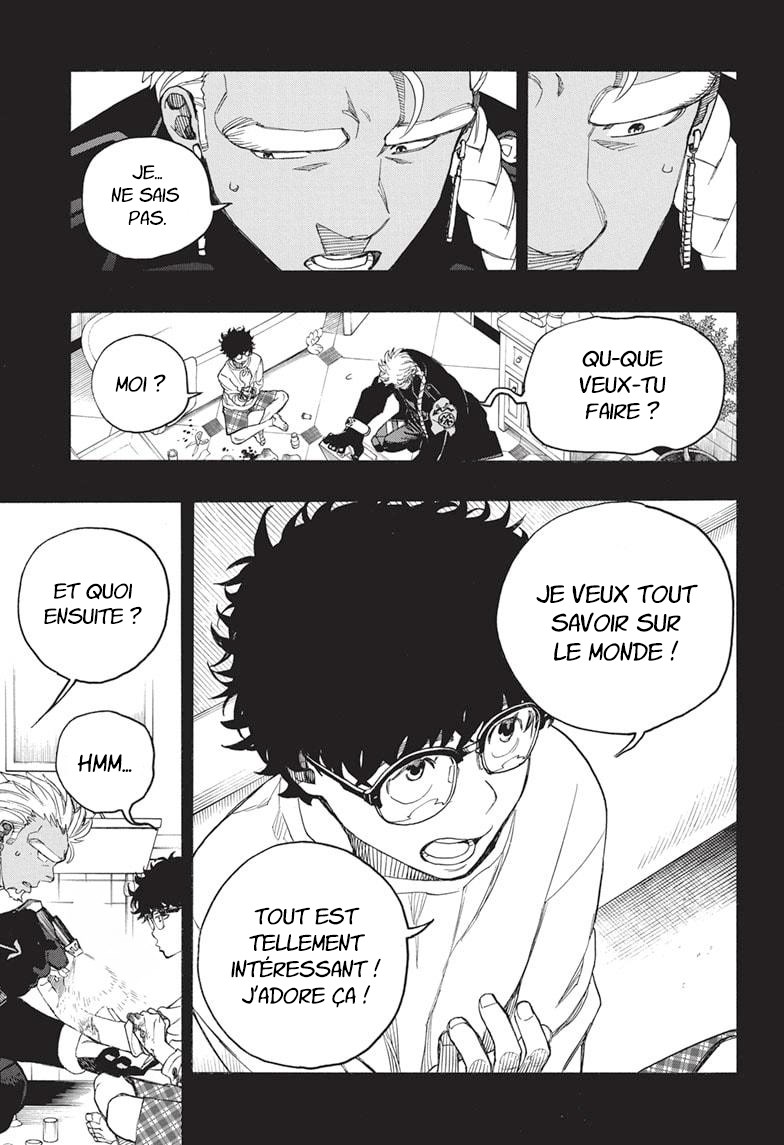 JE...
NE SAIS
PAS.
QU-QUE
VEUX-TU
FAIRE ?
MOI ?
JE VEUX TOUT
SAVOIR SUR
LE MONDE !
TOUT EST
TELLEMENT
INTÉRESSANT !
J'ADORE ÇA !
ET QUOI
ENSUITE ?
HMM...